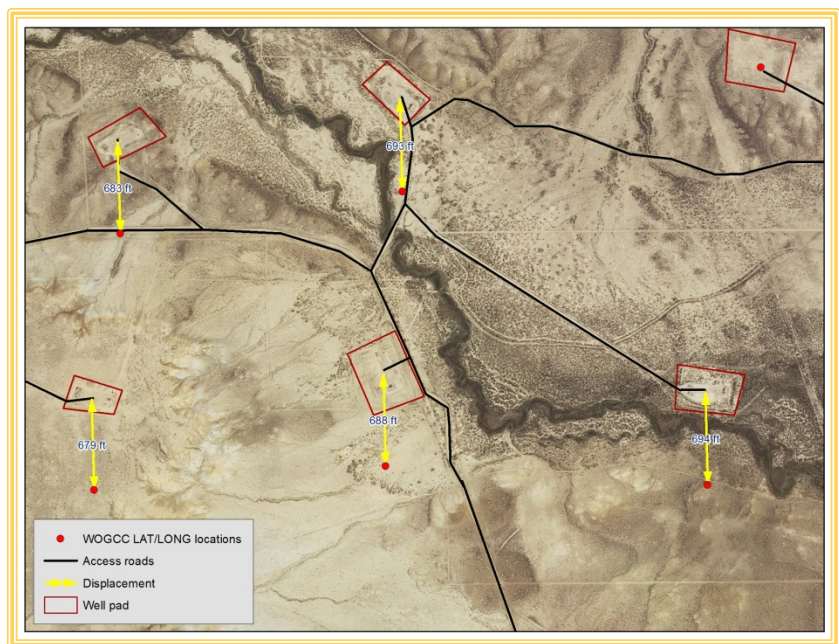 693 ft
683 ft
688 ft
679 ft
694 ft
WOGCC LAT/LONG locations
Access roads
Displacement
Well pad